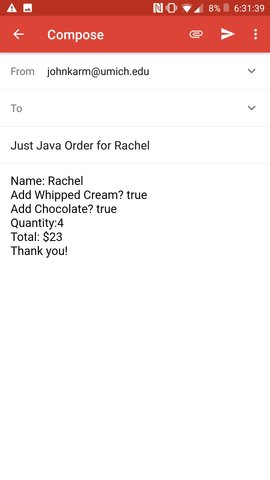 8% 6:31:39
Compose
From johnkarm@umich.edu
To
Just Java Order for Rachel
Name: Rachel
Add Whipped Cream? true
Add Chocolate? true
Quantity:4
Total: $23
Thank you!